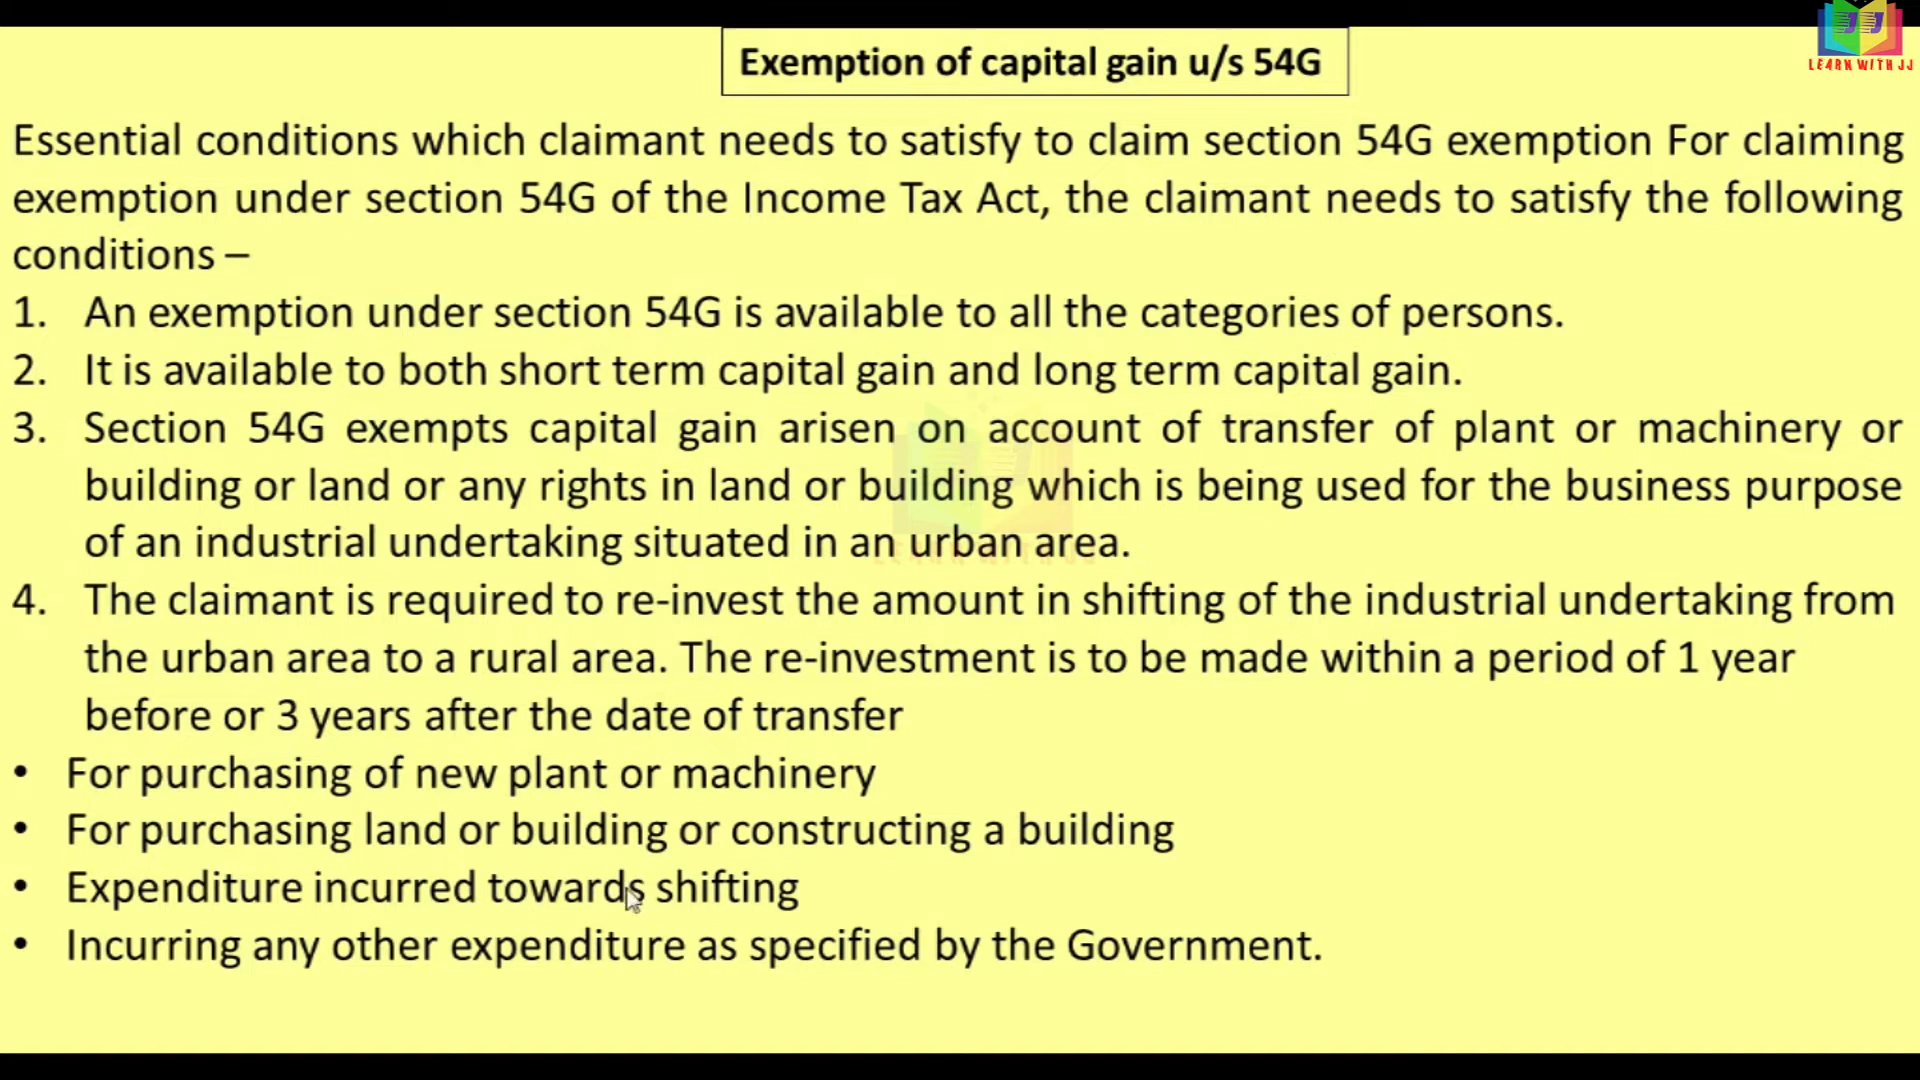 Exemption of capital gain u/s 54G
LEARN WITH JJ
Essential conditions which claimant needs to satisfy to claim section 54G exemption For claiming
exemption under section 54G of the Income Tax Act, the claimant needs to satisfy the following
conditions –
1. An exemption under section 54G is available to all the categories of persons.
2. It is available to both short term capital gain and long term capital gain.
3. Section 54G exempts capital gain arisen on account of transfer of plant or machinery or
building or land or any rights in land or building which is being used for the business purpose
of an industrial undertaking situated in an urban area.
4. The claimant is required to re-invest the amount in shifting of the industrial undertaking from
the urban area to a rural area. The re-investment is to be made within a period of 1 year
before or 3 years after the date of transfer
• For purchasing of new plant or machinery
• For purchasing land or building or constructing a building
• Expenditure incurred towards shifting
• Incurring any other expenditure as specified by the Government.